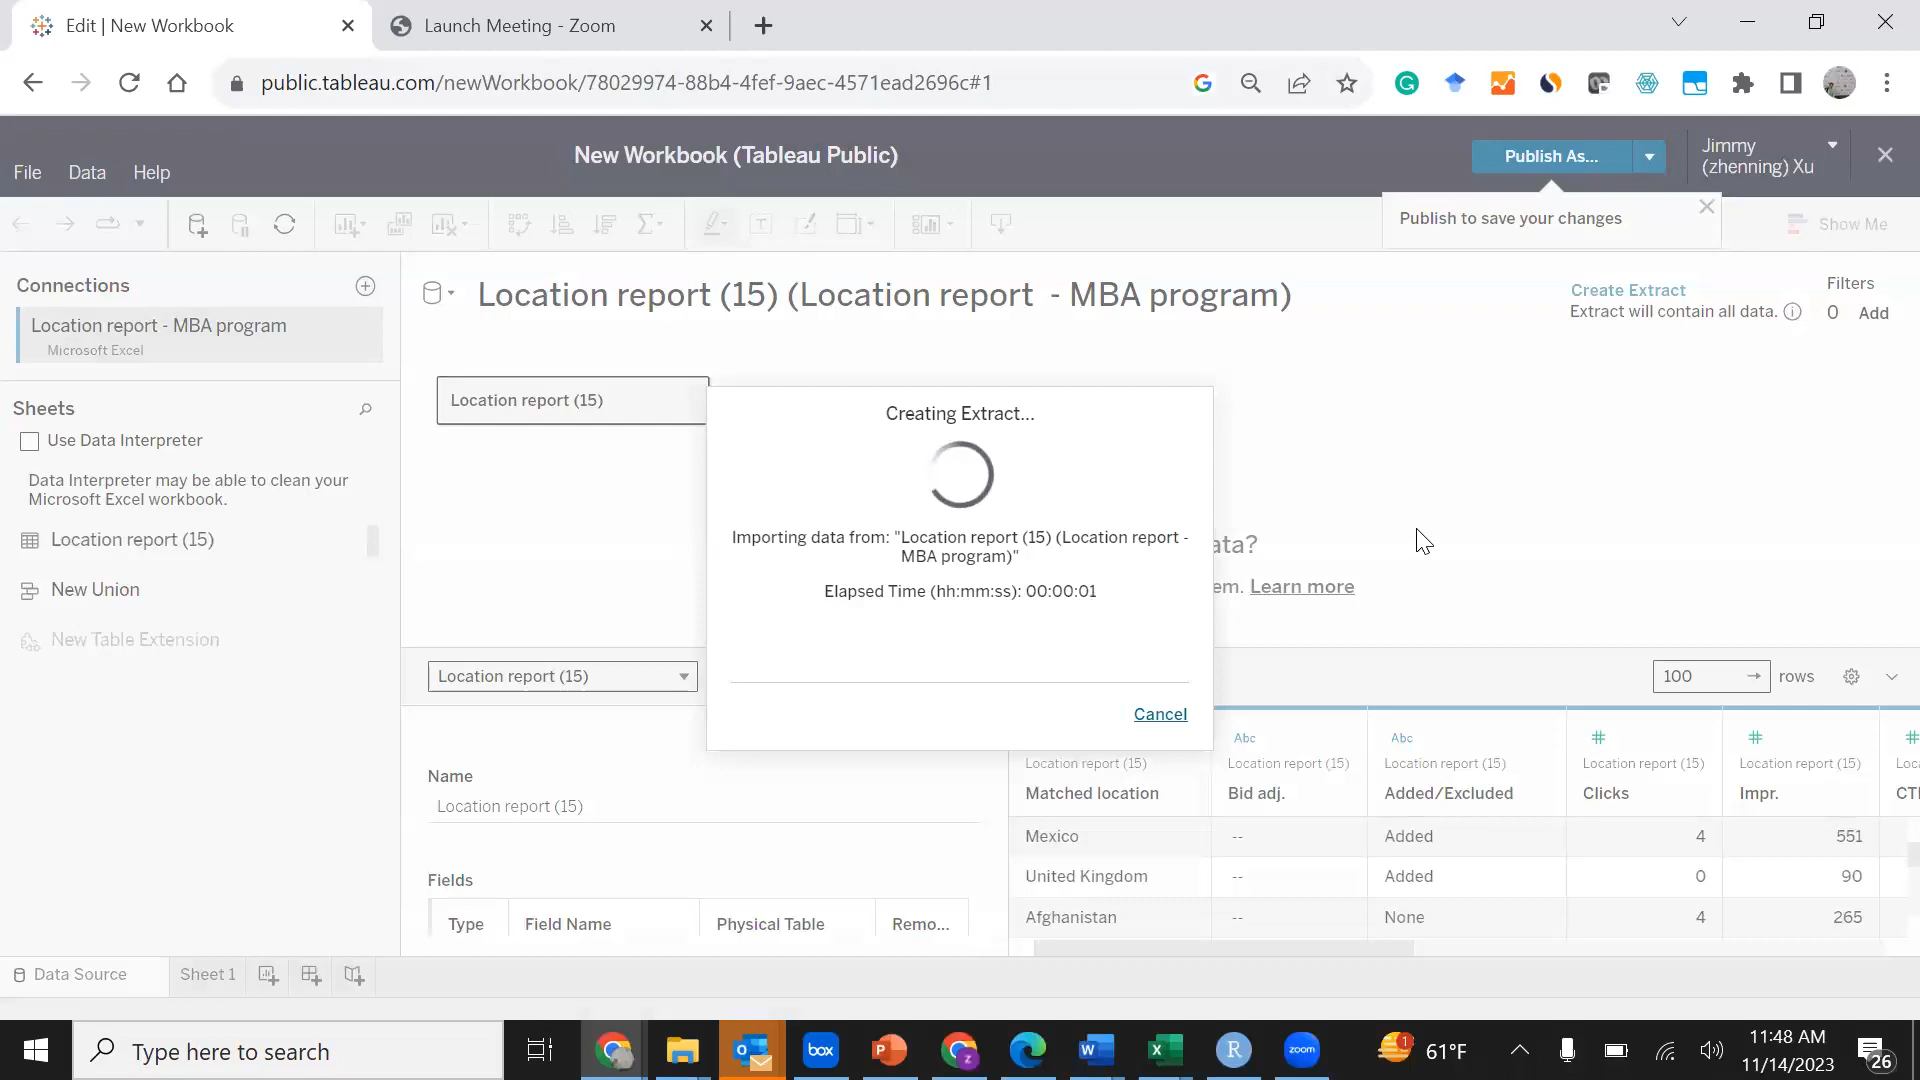 Edit | New Workbook
Launch Meeting - Zoom
public.tableau.com/newWorkbook/78029974-88b4-4fef-9aec-4571ead2696c#1
New Workbook (Tableau Public)
Publish As...
Jimmy
(zhenning) Xu
File
Data
Help
Publish to save your changes
Show Me
Connections
Location report - MBA program
Microsoft Excel
Location report (15) (Location report - MBA program)
Create Extract
Extract will contain all data.
Filters
0 Add
Sheets
Use Data Interpreter
Data Interpreter may be able to clean your
Microsoft Excel workbook.
Location report (15)
New Union
New Table Extension
Location report (15)
Creating Extract...
Importing data from: "Location report (15) (Location report -
MBA program)"
Elapsed Time (hh:mm:ss): 00:00:01
Cancel
ata?
em. Learn more
Location report (15)
100
rows
Name
Location report (15)
Fields
Type
Field Name
Physical Table
Remo...
Abc
Abc
Location report (15)
Location report (15)
Location report (15)
Location report (15)
Location report (15)
Loca
Matched location
Bid adj.
Added/Excluded
Clicks
Impr.
CTI
Mexico
--
Added
4
551
United Kingdom
--
Added
0
90
Afghanistan
--
None
4
265
Data Source
Sheet 1
Type here to search
box
zoom
1
61°F
11:48 AM
11/14/2023
26